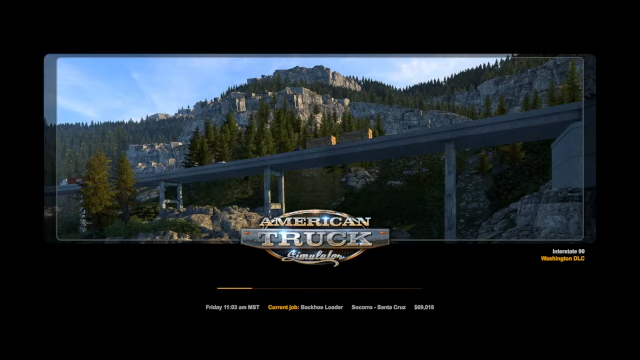 AMERICAN
TRUCK
Simulator
Interstate 90
Washington DLC
Friday 11:03 am MST Current job: Backhoe Loader Socorro - Santa Cruz $69,018